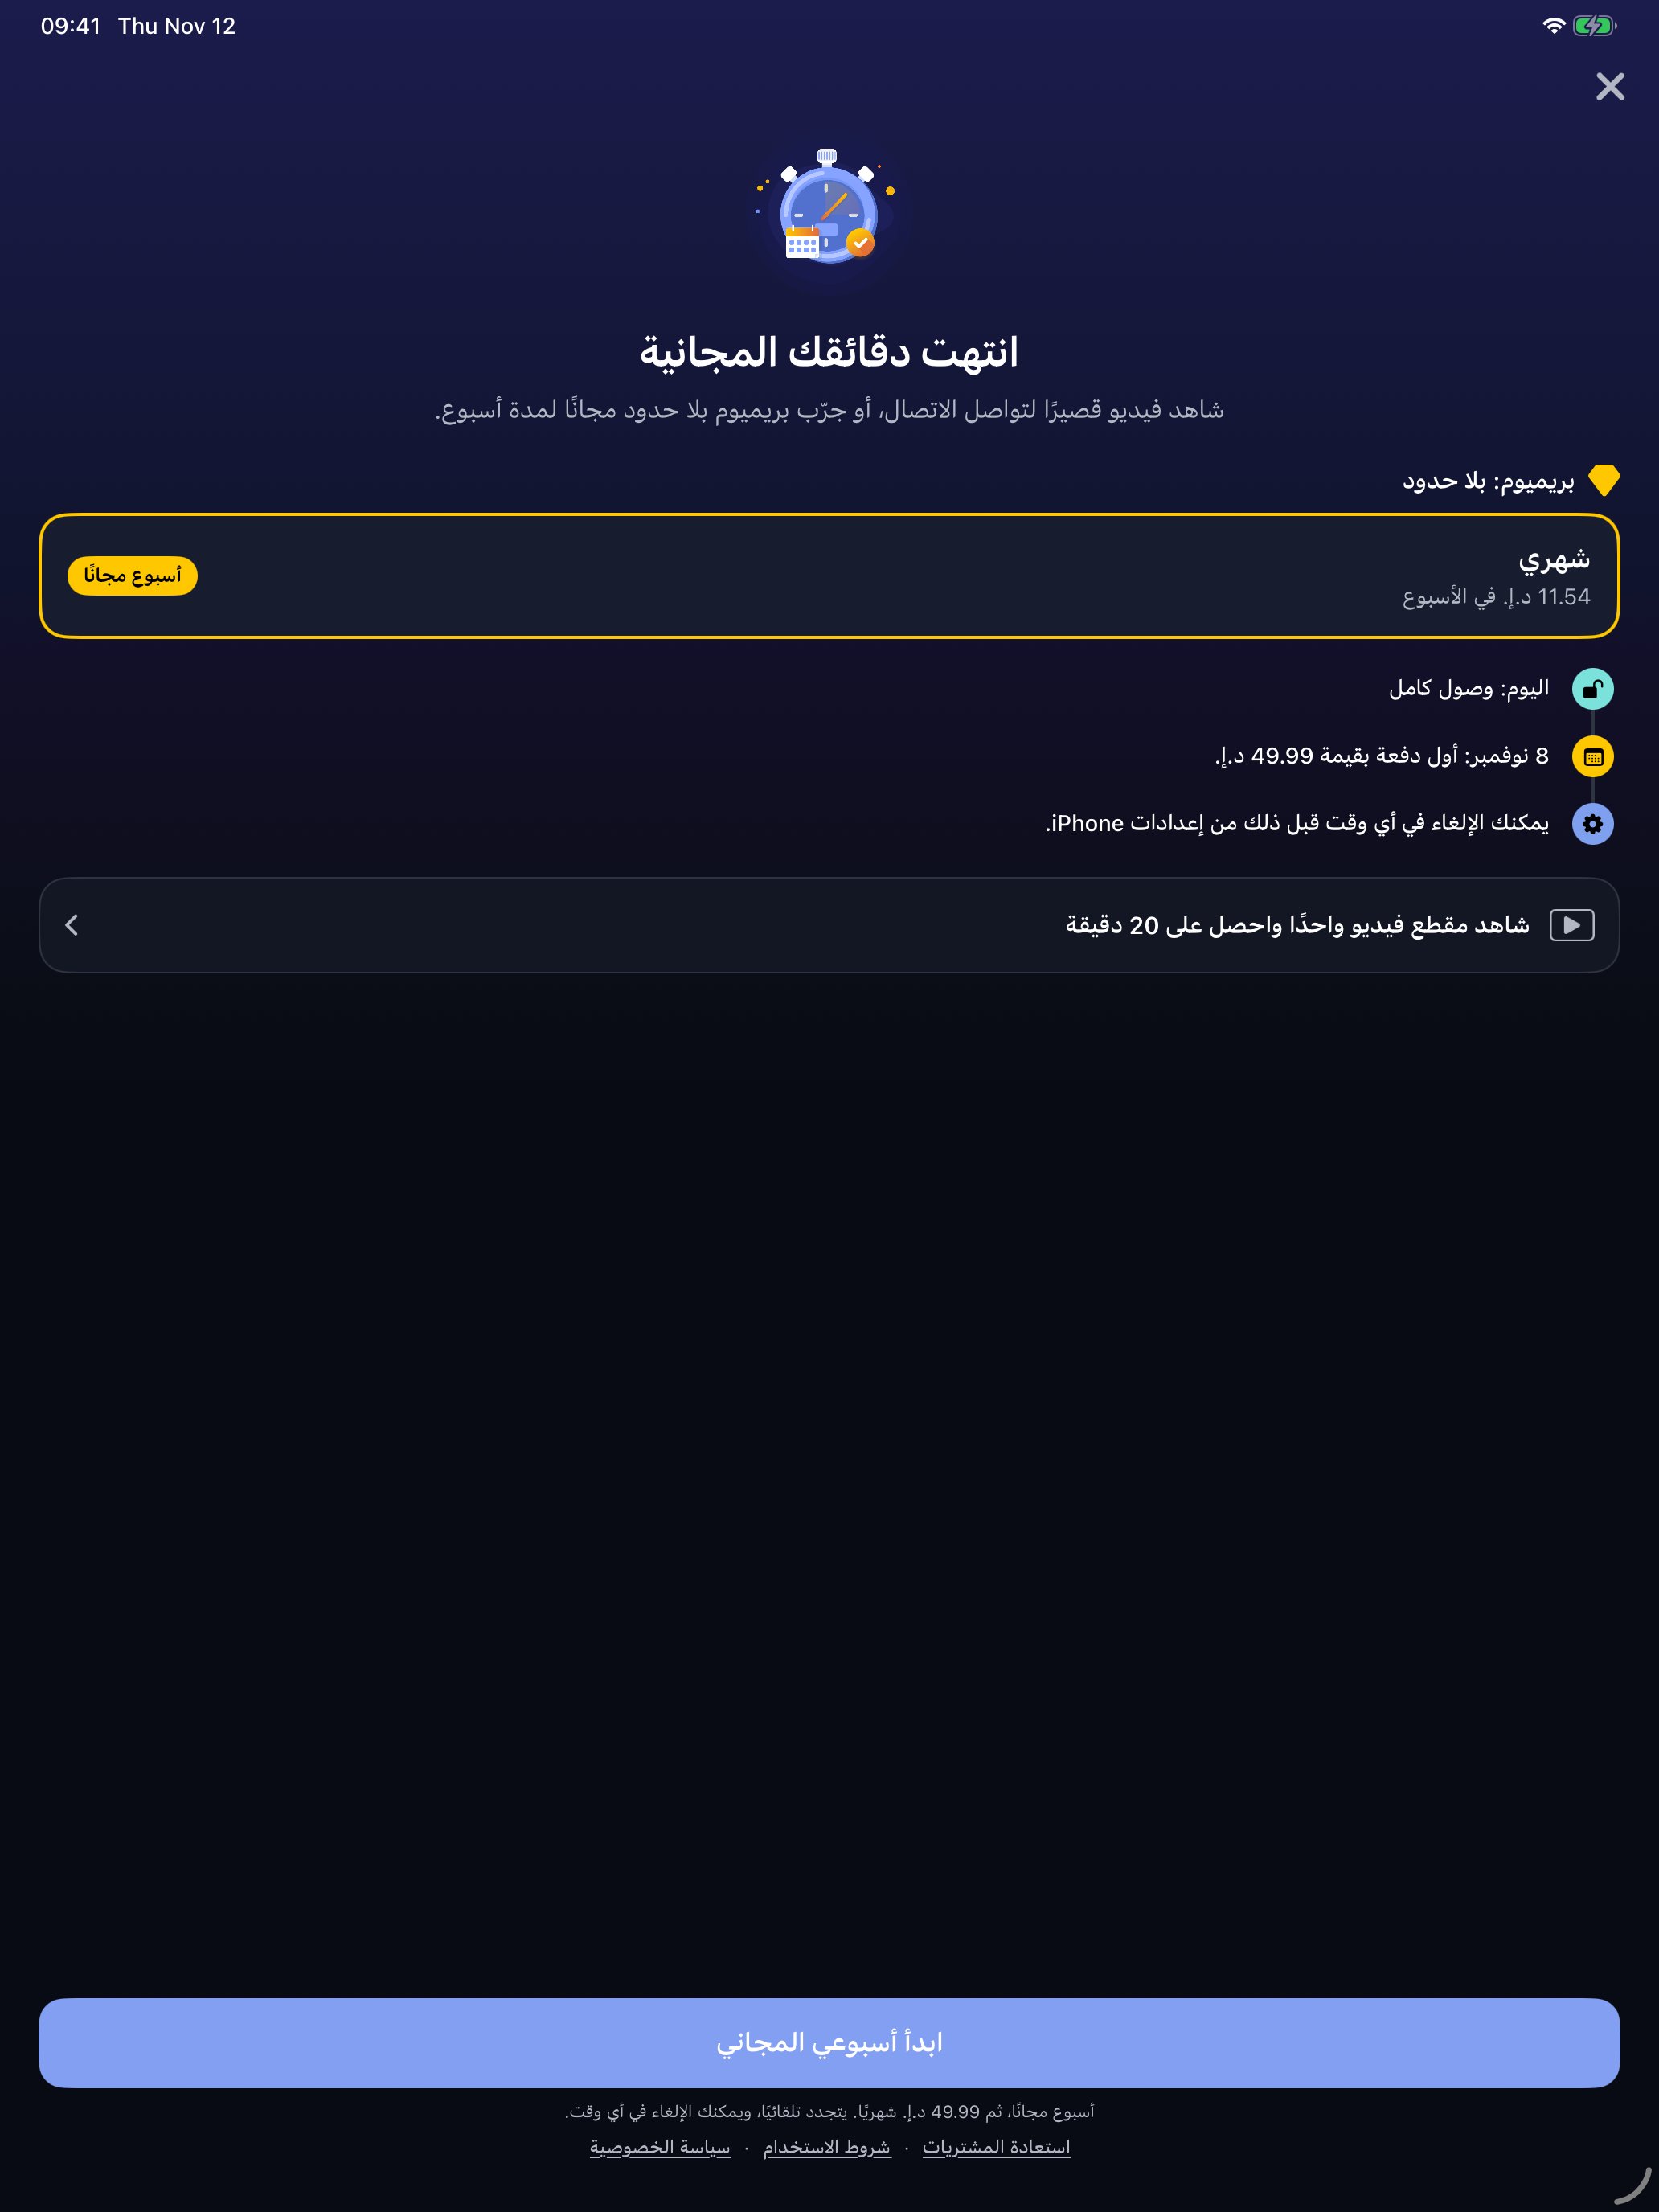 09:41 Thu Nov 12
انتهت دقائقك المجانية
شاهد فيديو قصيرًا لتواصل الاتصال، أو جرّب بريميوم بلا حدود مجانًا لمدة أسبوع.
بريميوم: بلا حدود
شهري
11.54 د.إ. في الأسبوع
أسبوع مجانًا
اليوم: وصول كامل
8 نوفمبر: أول دفعة بقيمة 49.99 د.إ.
يمكنك الإلغاء في أي وقت قبل ذلك من إعدادات iPhone.
شاهد مقطع فيديو واحدًا واحصل على 20 دقيقة
ابدأ أسبوعي المجاني
أسبوع مجانًا، ثم 49.99 د.إ. شهريًا. يتجدد تلقائيًا، ويمكنك الإلغاء في أي وقت.
استعادة المشتريات · شروط الاستخدام · سياسة الخصوصية